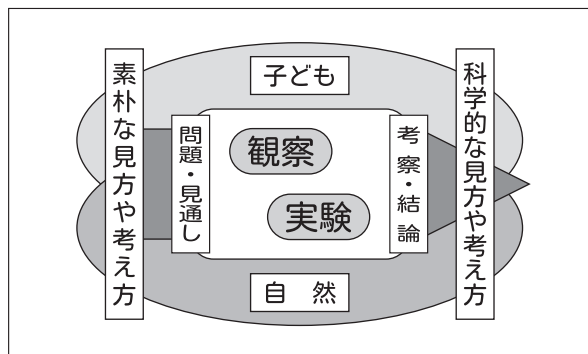 素朴な見方や考え方
問題・見通し
子ども
観察
実験
自 然
考察・結論
科学的な見方や考え方